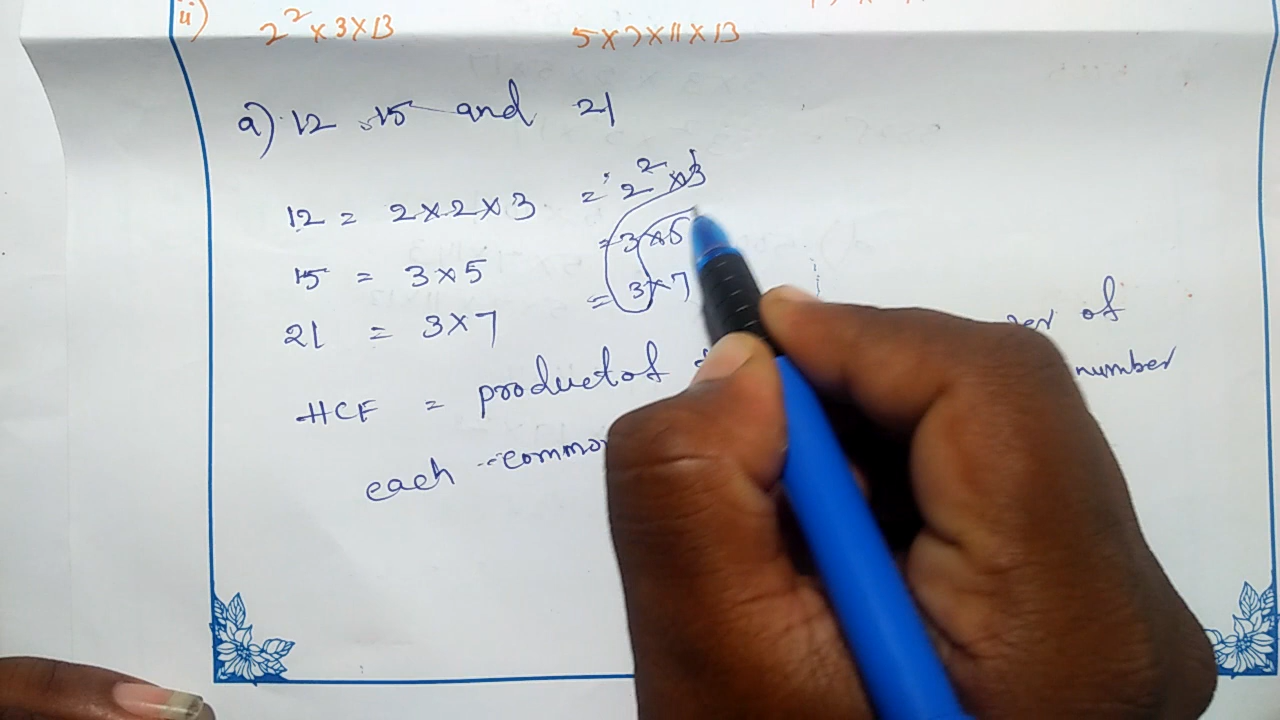 ii) 2² × 3 × 13 5 × 7 × 11 × 13
a) 12, 15 and 21
12 = 2×2×3 = 2² × 3
15 = 3×5 = 3×5
21 = 3×7 = 3×7
HCF = product of of
each common number